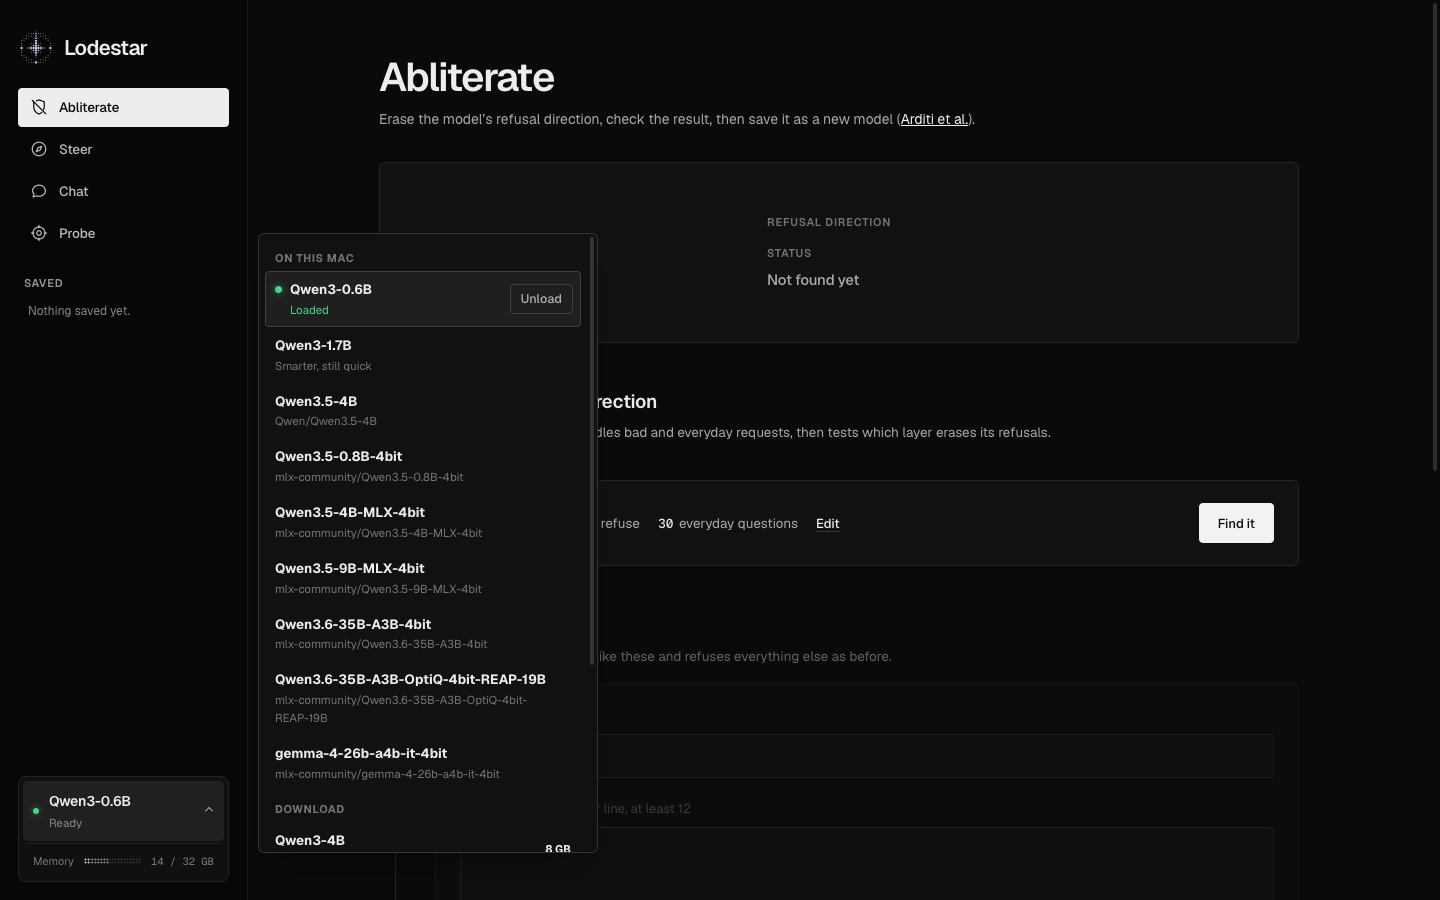 Lodestar
Abliterate
Steer
Chat
Probe
SAVED
Nothing saved yet.
Qwen3-0.6B
Ready
Memory 14 / 32 GB
ON THIS MAC
Qwen3-0.6B
Loaded
Unload
Qwen3-1.7B
Smarter, still quick
Qwen3.5-4B
Qwen/Qwen3.5-4B
Qwen3.5-0.8B-4bit
mlx-community/Qwen3.5-0.8B-4bit
Qwen3.5-4B-MLX-4bit
mlx-community/Qwen3.5-4B-MLX-4bit
Qwen3.5-9B-MLX-4bit
mlx-community/Qwen3.5-9B-MLX-4bit
Qwen3.6-35B-A3B-4bit
mlx-community/Qwen3.6-35B-A3B-4bit
Qwen3.6-35B-A3B-OptiQ-4bit-REAP-19B
mlx-community/Qwen3.6-35B-A3B-OptiQ-4bit-
REAP-19B
gemma-4-26b-a4b-it-4bit
mlx-community/gemma-4-26b-a4b-it-4bit
DOWNLOAD
Qwen3-4B
8 GB
Abliterate
Erase the model's refusal direction, check the result, then save it as a new model (Arditi et al.).
REFUSAL DIRECTION
STATUS
Not found yet
rection
dles bad and everyday requests, then tests which layer erases its refusals.
refuse 30 everyday questions Edit
Find it
like these and refuses everything else as before.
line, at least 12